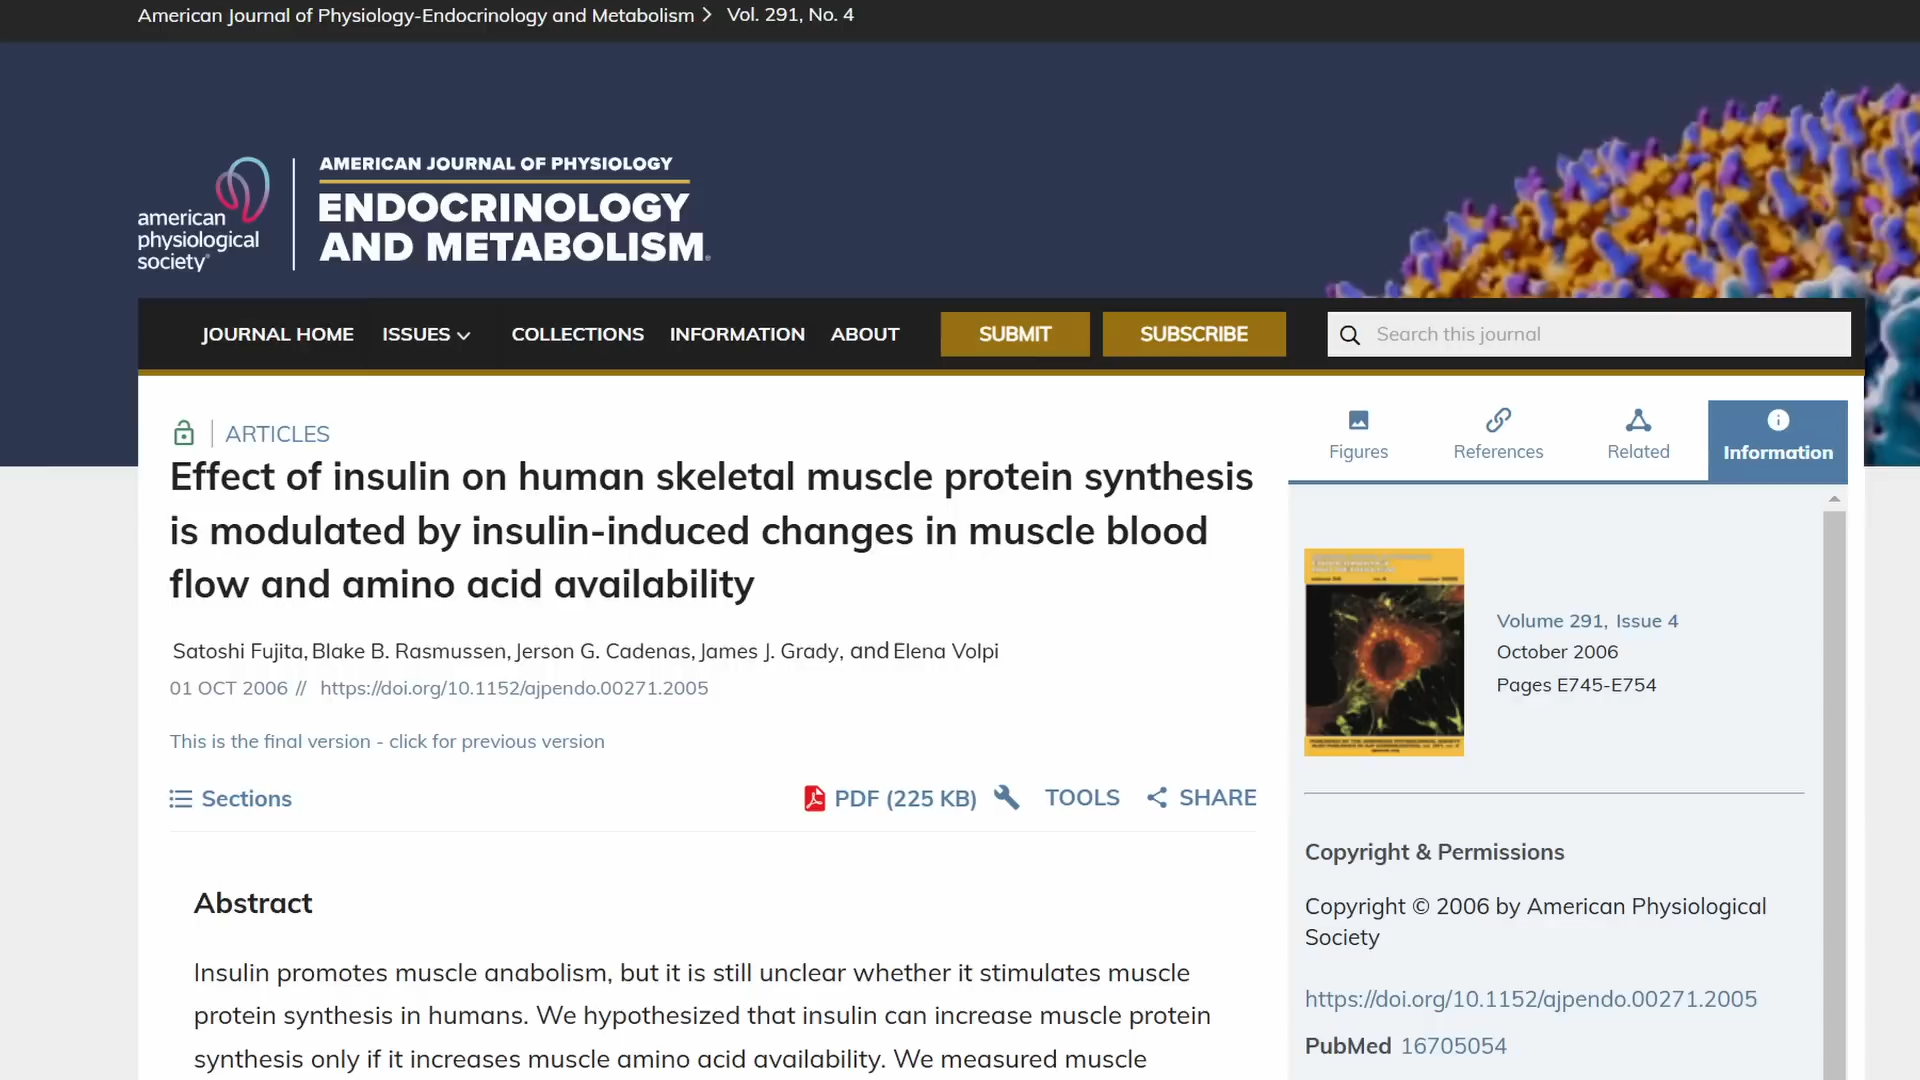 American Journal of Physiology-Endocrinology and Metabolism > Vol. 291, No. 4
american
physiological
society
AMERICAN JOURNAL OF PHYSIOLOGY
ENDOCRINOLOGY
AND METABOLISM®
JOURNAL HOME ISSUES COLLECTIONS INFORMATION ABOUT SUBMIT SUBSCRIBE Search this journal
ARTICLES
Effect of insulin on human skeletal muscle protein synthesis
is modulated by insulin-induced changes in muscle blood
flow and amino acid availability
Satoshi Fujita, Blake B. Rasmussen, Jerson G. Cadenas, James J. Grady, and Elena Volpi
01 OCT 2006 // https://doi.org/10.1152/ajpendo.00271.2005
This is the final version - click for previous version
Sections PDF (225 KB) TOOLS SHARE
Abstract
Insulin promotes muscle anabolism, but it is still unclear whether it stimulates muscle
protein synthesis in humans. We hypothesized that insulin can increase muscle protein
synthesis only if it increases muscle amino acid availability. We measured muscle
Figures References Related Information
Volume 291, Issue 4
October 2006
Pages E745-E754
Copyright & Permissions
Copyright © 2006 by American Physiological
Society
https://doi.org/10.1152/ajpendo.00271.2005
PubMed 16705054